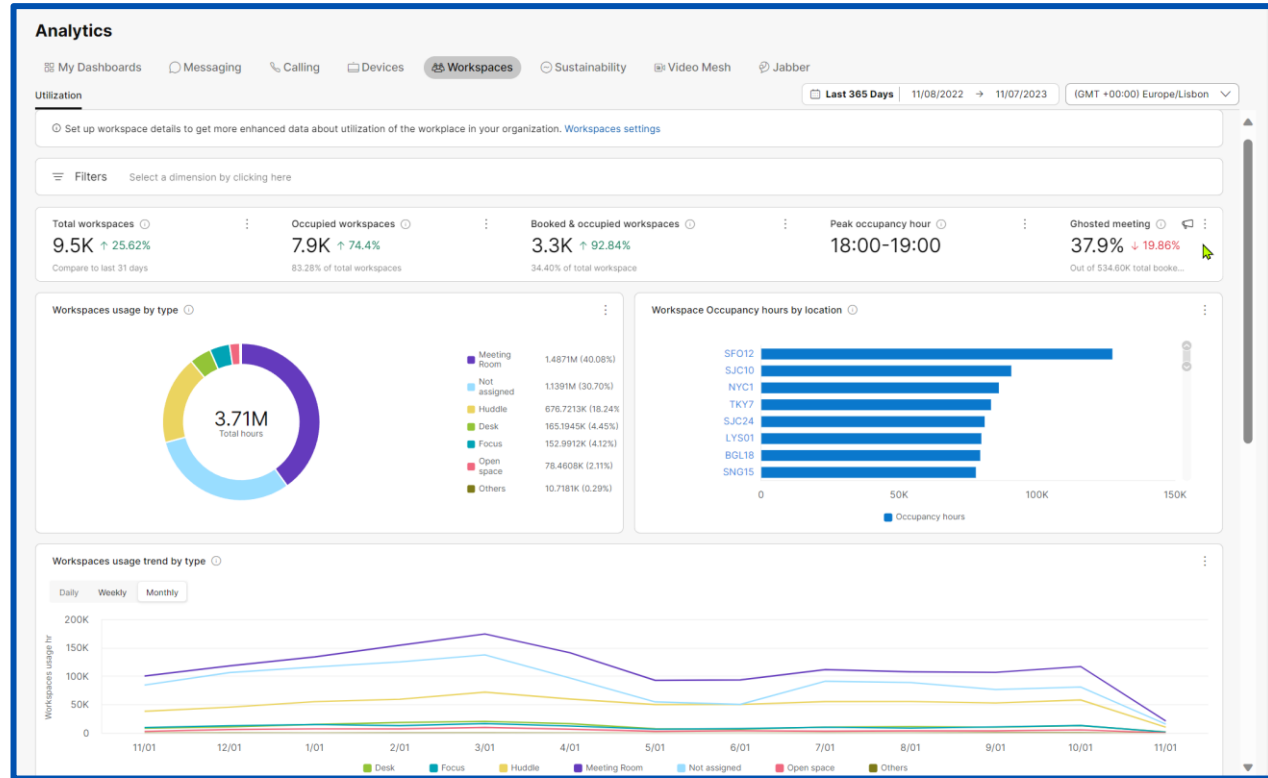 Analytics
My Dashboards Messaging Calling Devices Workspaces Sustainability Video Mesh Jabber
Utilization Last 365 Days 11/08/2022 → 11/07/2023 (GMT +00:00) Europe/Lisbon
Set up workspace details to get more enhanced data about utilization of the workplace in your organization. Workspaces settings
Filters Select a dimension by clicking here
Total workspaces
9.5K ↑ 25.62%
Compare to last 31 days
Occupied workspaces
7.9K ↑ 74.4%
83.28% of total workspaces
Booked & occupied workspaces
3.3K ↑ 92.84%
34.40% of total workspace
Peak occupancy hour
18:00-19:00
Ghosted meeting
37.9% ↓ 19.86%
Out of 534.60K total booke...
Workspaces usage by type
3.71M
Total hours
Meeting Room 1.4871M (40.08%)
Not assigned 1.1391M (30.70%)
Huddle 676.7213K (18.24%
Desk 165.1945K (4.45%)
Focus 152.9912K (4.12%)
Open space 78.4608K (2.11%)
Others 10.7181K (0.29%)
Workspace Occupancy hours by location
SFO12
SJC10
NYC1
TKY7
SJC24
LYS01
BGL18
SNG15
0 50K 100K 150K
Occupancy hours
Workspaces usage trend by type
Daily Weekly Monthly
Workspaces usage hr
200K
150K
100K
50K
0
11/01 12/01 1/01 2/01 3/01 4/01 5/01 6/01 7/01 8/01 9/01 10/01 11/01
Desk Focus Huddle Meeting Room Not assigned Open space Others